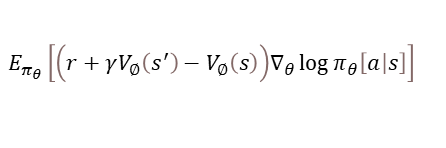 E_{π_θ} [(r + γV_∅(s′) − V_∅(s))∇_θ log π_θ[a|s]]